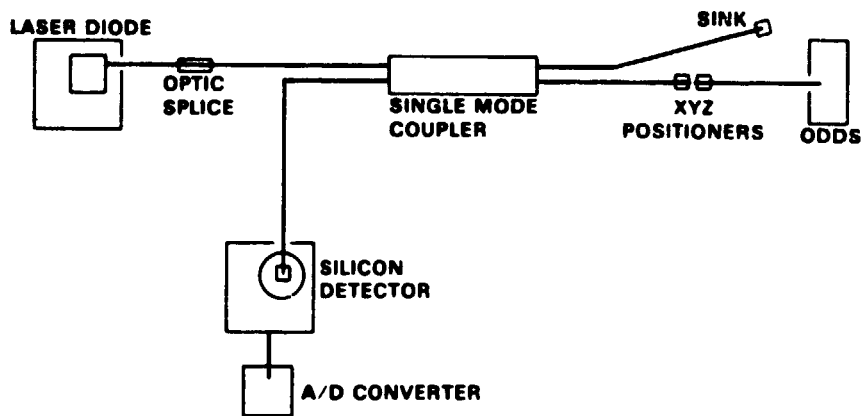 SINK
LASER DIODE
OPTIC
SPLICE
SINGLE MODE
COUPLER
XYZ
POSITIONERS
ODDS
SILICON
DETECTOR
A/D CONVERTER